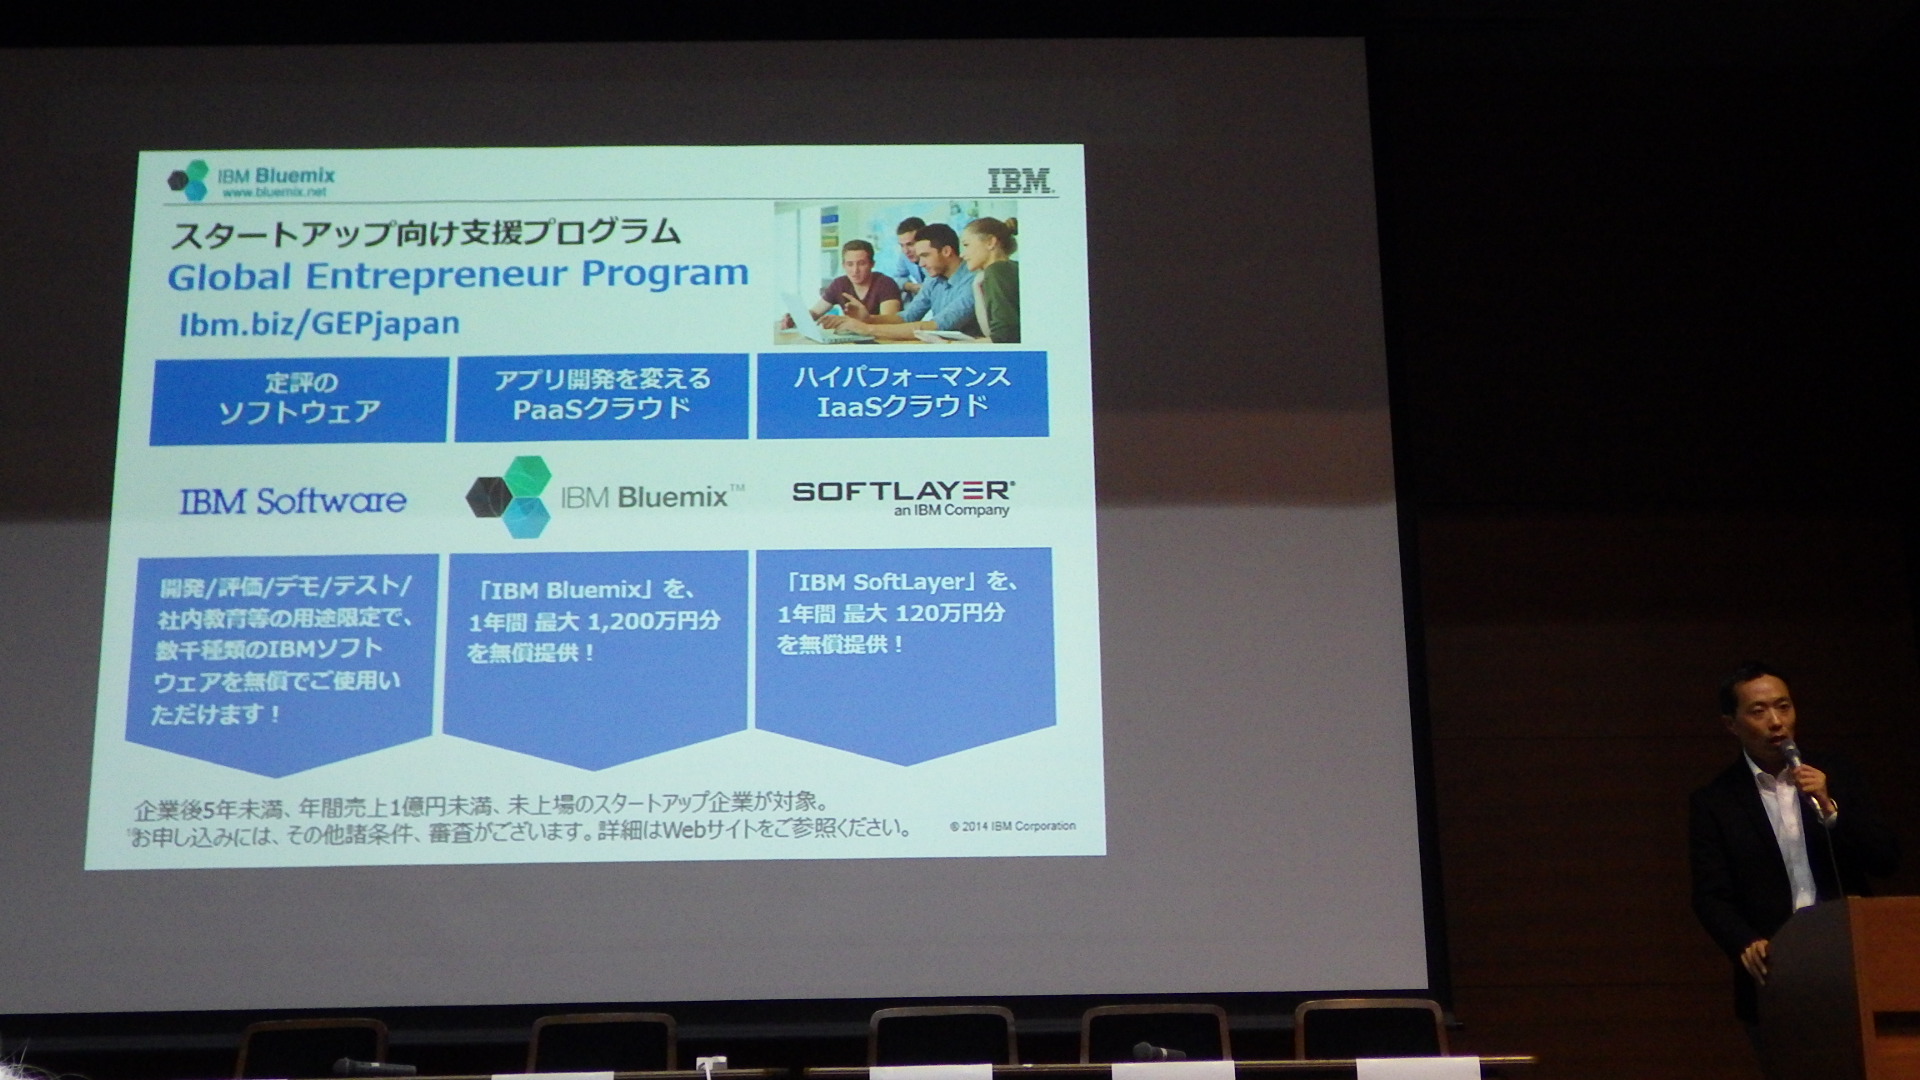 IBM Bluemix
www.bluemix.net
IBM
スタートアップ向け支援プログラム
Global Entrepreneur Program
Ibm.biz/GEPjapan
定評の
ソフトウェア
アプリ開発を変える
PaaSクラウド
ハイパフォーマンス
IaaSクラウド
IBM Software
IBM Bluemix™
SOFTLAYER®
an IBM Company
開発/評価/デモ/テスト/
社内教育等の用途限定で、
数千種類のIBMソフト
ウェアを無償でご使用い
ただけます！
「IBM Bluemix」を、
1年間 最大 1,200万円分
を無償提供！
「IBM SoftLayer」を、
1年間 最大 120万円分
を無償提供！
企業後5年未満、年間売上1億円未満、未上場のスタートアップ企業が対象。
お申し込みには、その他諸条件、審査がございます。詳細はWebサイトをご参照ください。
© 2014 IBM Corporation